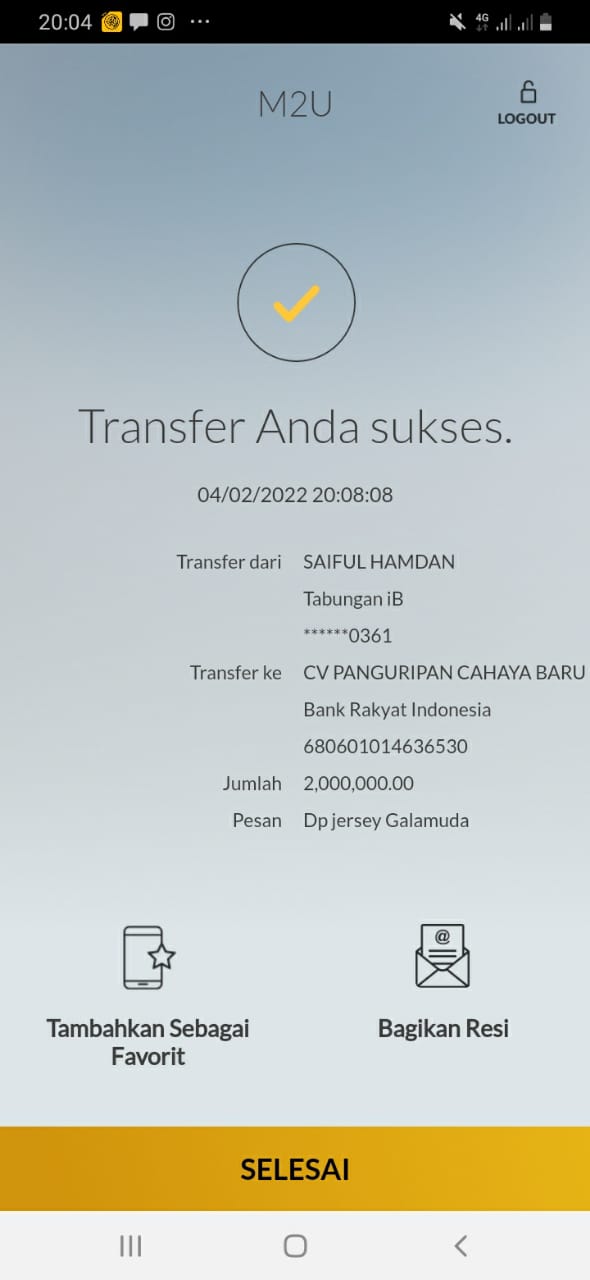 20:04
4G
M2U
LOGOUT
Transfer Anda sukses.
04/02/2022 20:08:08
Transfer dari SAIFUL HAMDAN
Tabungan iB
******0361
Transfer ke CV PANGURIPAN CAHAYA BARU
Bank Rakyat Indonesia
680601014636530
Jumlah 2,000,000.00
Pesan Dp jersey Galamuda
@
Tambahkan Sebagai
Favorit
Bagikan Resi
SELESAI